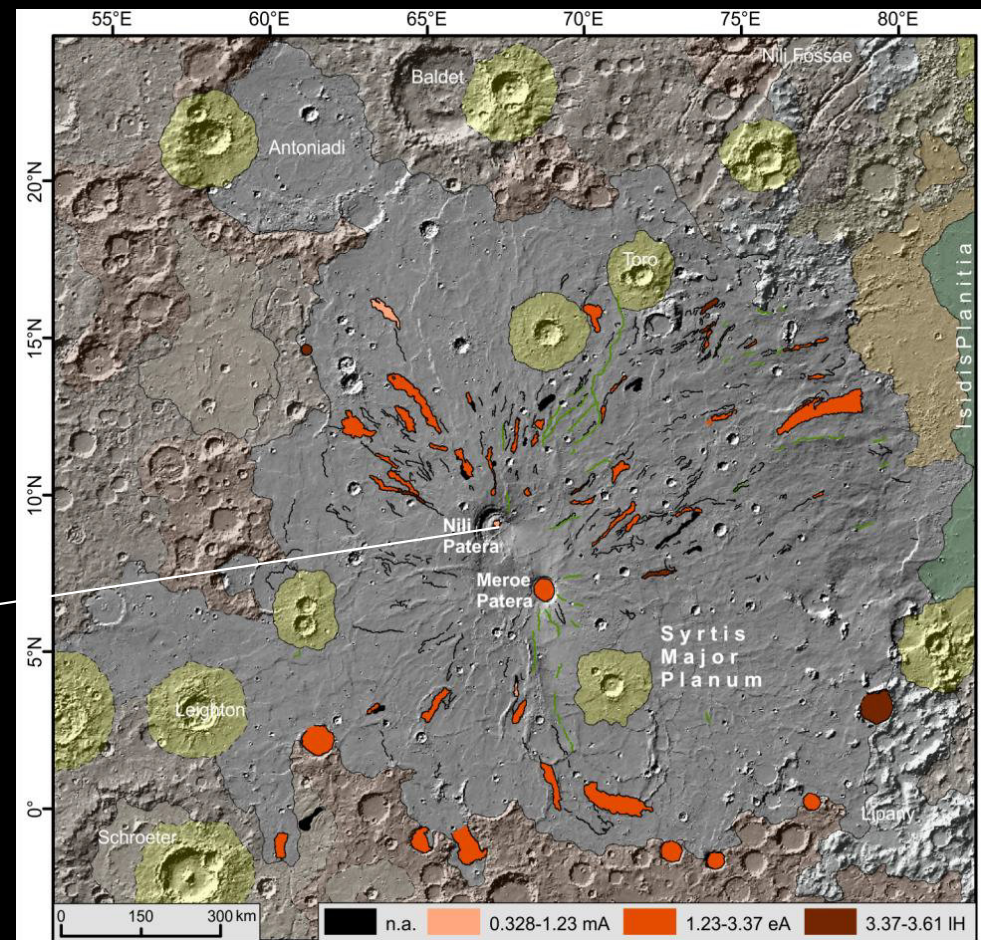 55°E 60°E 65°E 70°E 75°E 80°E
Nili Fossae
Baldet
Antoniadi
20°N
Toro
Isidis Planitia
15°N
10°N
Nili
Patera
Meroe
Patera
5°N
Syrtis
Major
Planum
Leighton
0°
Lipany
Schroeter
0 150 300 km
n.a. 0.328-1.23 mA 1.23-3.37 eA 3.37-3.61 lH